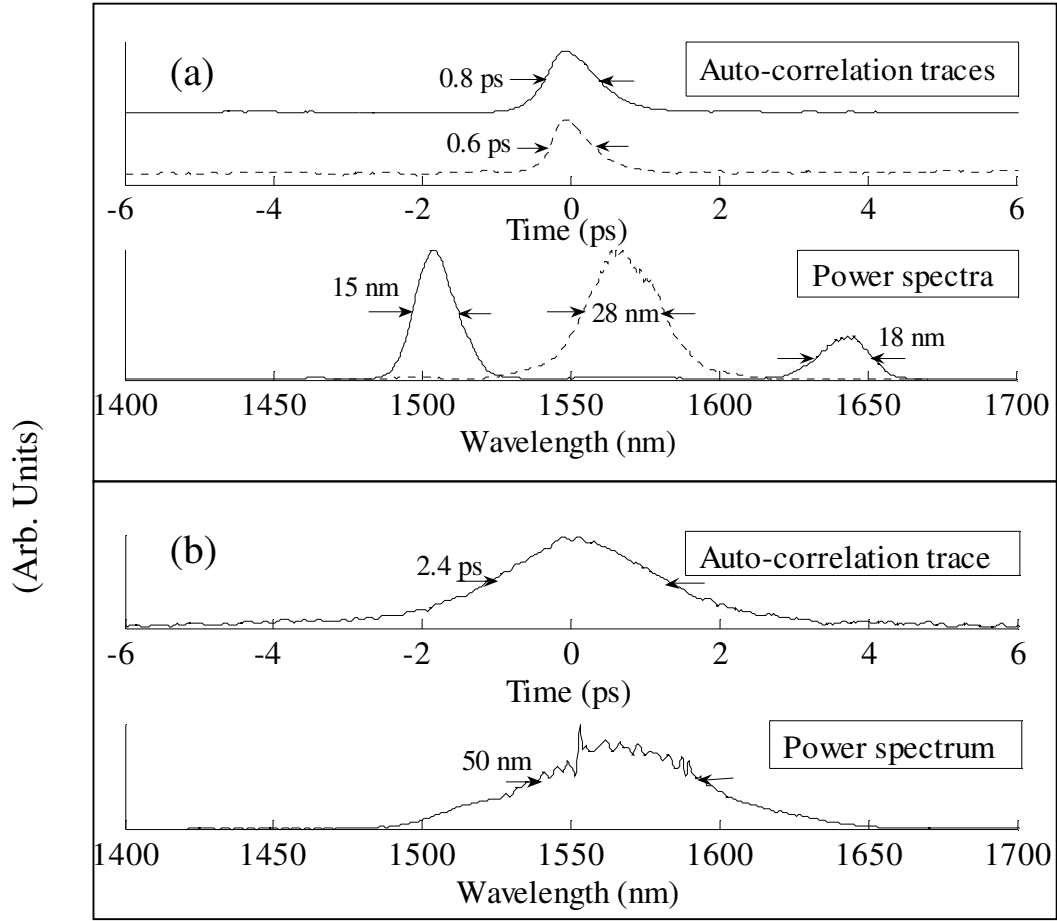 (Arb. Units)
(a)
Auto-correlation traces
0.8 ps
0.6 ps
-6 -4 -2 0 2 4 6
Time (ps)
Power spectra
15 nm
28 nm
18 nm
1400 1450 1500 1550 1600 1650 1700
Wavelength (nm)
(b)
Auto-correlation trace
2.4 ps
-6 -4 -2 0 2 4 6
Time (ps)
Power spectrum
50 nm
1400 1450 1500 1550 1600 1650 1700
Wavelength (nm)